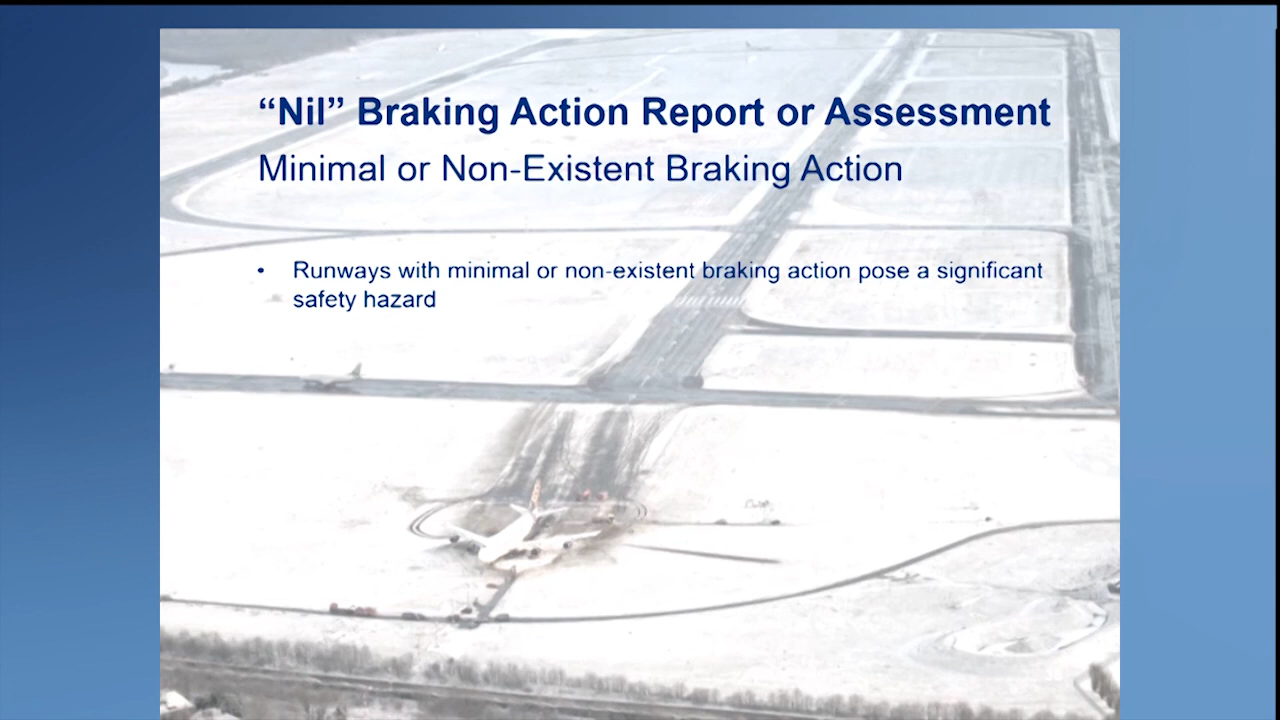 “Nil” Braking Action Report or Assessment
Minimal or Non-Existent Braking Action
• Runways with minimal or non-existent braking action pose a significant
safety hazard